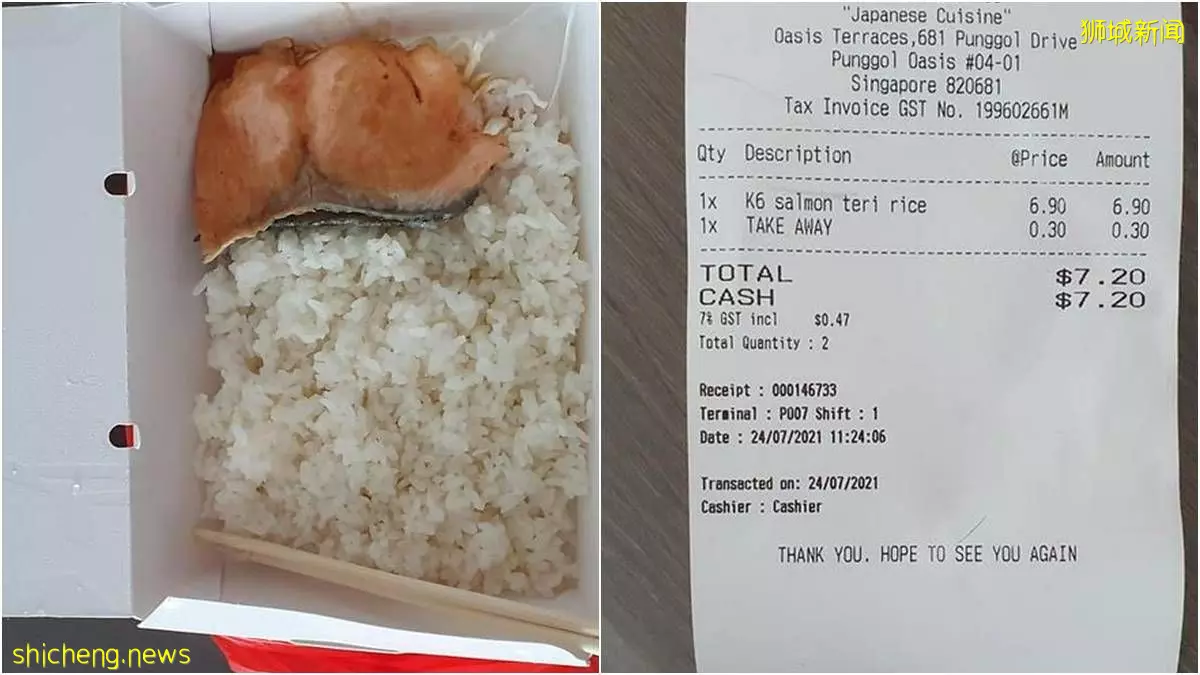 shicheng.news
狮城新闻
"Japanese Cuisine"
Oasis Terraces,681 Punggol Drive
Punggol Oasis #04-01
Singapore 820681
Tax Invoice GST No. 199602661M
Qty Description @Price Amount
1x K6 salmon teri rice 6.90 6.90
1x TAKE AWAY 0.30 0.30
TOTAL $7.20
CASH $7.20
7% GST incl $0.47
Total Quantity : 2
Receipt : 000146733
Terminal : P007 Shift : 1
Date : 24/07/2021 11:24:06
Transacted on: 24/07/2021
Cashier : Cashier
THANK YOU. HOPE TO SEE YOU AGAIN